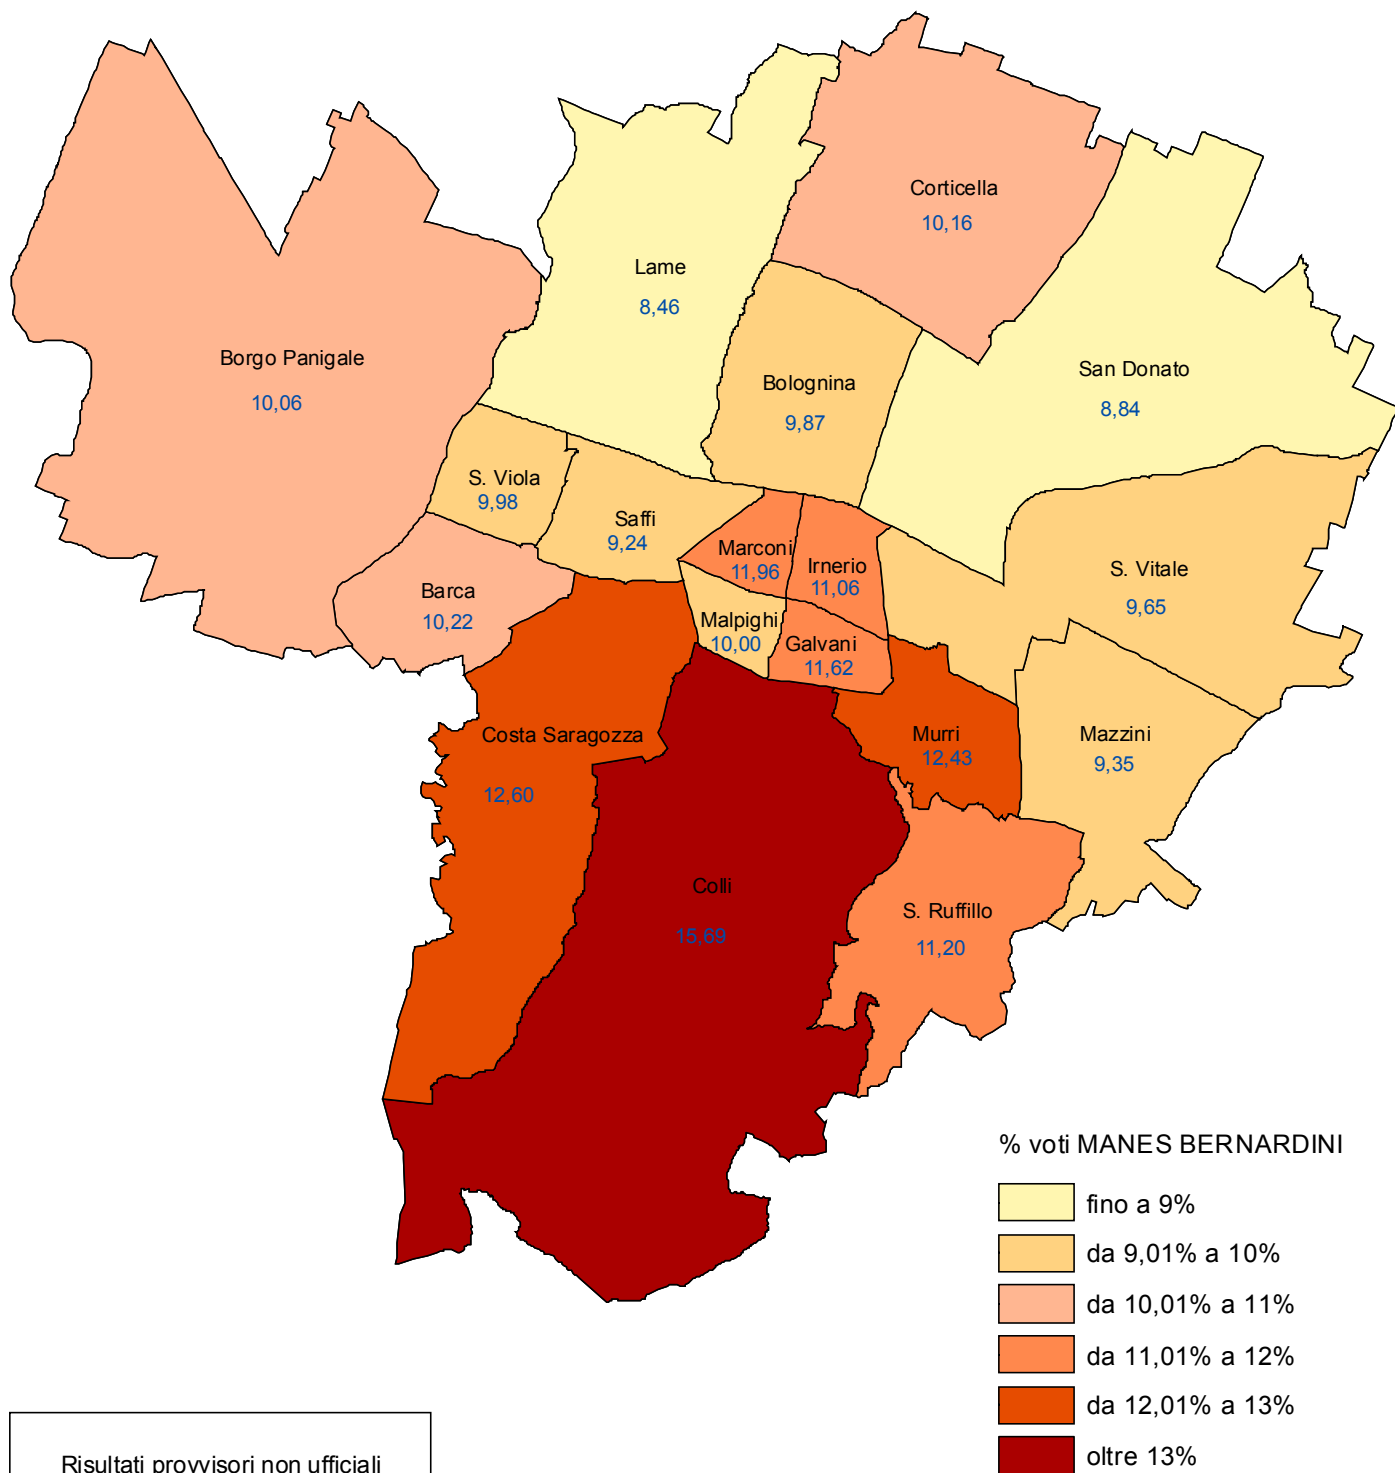 Corticella
10,16
Lame
8,46
Borgo Panigale
10,06
Bolognina
9,87
San Donato
8,84
S. Viola
9,98
Saffi
9,24
Marconi
11,96
Irnerio
11,06
S. Vitale
9,65
Barca
10,22
Malpighi
10,00
Galvani
11,62
Costa Saragozza
12,60
Murri
12,43
Mazzini
9,35
Colli
15,69
S. Ruffillo
11,20
% voti MANES BERNARDINI
fino a 9%
da 9,01% a 10%
da 10,01% a 11%
da 11,01% a 12%
da 12,01% a 13%
oltre 13%
Risultati provvisori non ufficiali